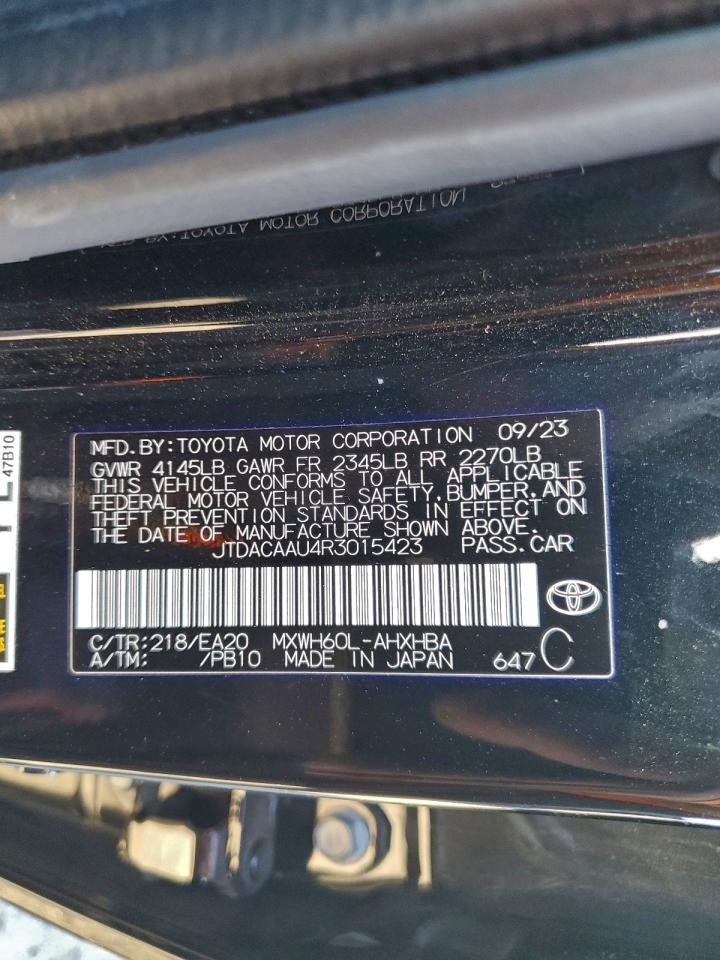 MFD.BY:TOYOTA MOTOR CORPORATION 09/23
GVWR 4145LB GAWR FR 2345LB RR 2270LB
THIS VEHICLE CONFORMS TO ALL APPLICABLE
FEDERAL MOTOR VEHICLE SAFETY,BUMPER,AND
THEFT PREVENTION STANDARDS IN EFFECT ON
THE DATE OF MANUFACTURE SHOWN ABOVE.
JTDACAAU4R3015423 PASS.CAR
C/TR:218/EA20 MXWH60L-AHXHBA
A/TM: /PB10 MADE IN JAPAN 647 C
47B10